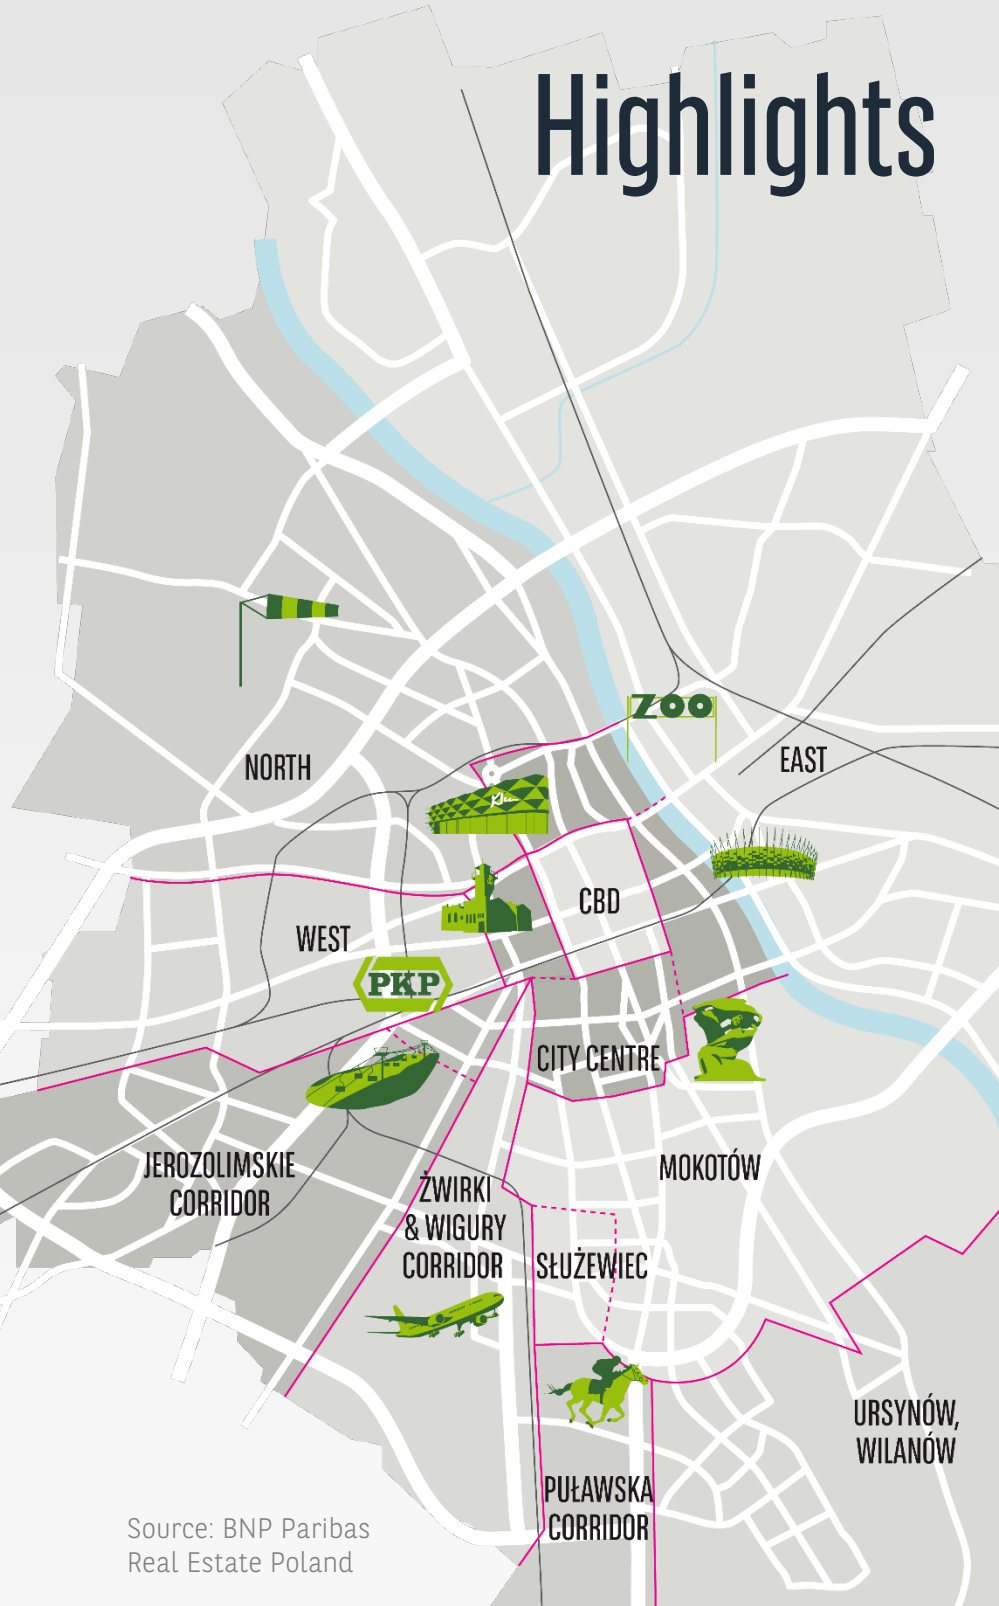 Highlights
ZOO
NORTH
EAST
Klu
CBD
WEST
PKP
CITY CENTRE
JEROZOLIMSKIE
CORRIDOR
MOKOTÓW
ŻWIRKI
& WIGURY
CORRIDOR
SŁUŻEWIEC
URSYNÓW,
WILANÓW
PUŁAWSKA
CORRIDOR
Source: BNP Paribas
Real Estate Poland